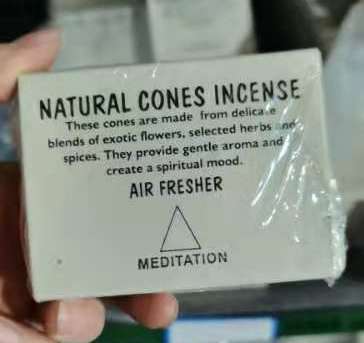 NATURAL CONES INCENSE
These cones are made from delicate
blends of exotic flowers, selected herbs and
spices. They provide gentle aroma and
create a spiritual mood.
AIR FRESHER
MEDITATION